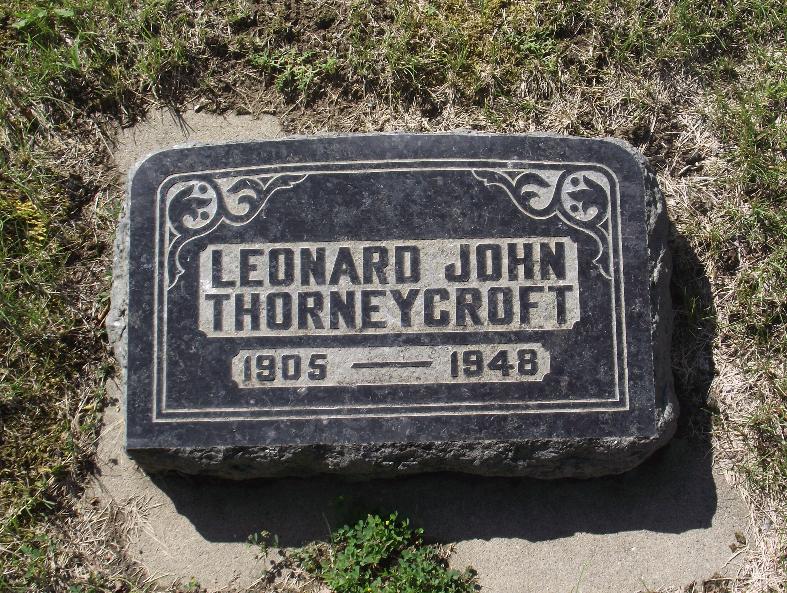 LEONARD JOHN
THORNEYCROFT
1905 — 1948